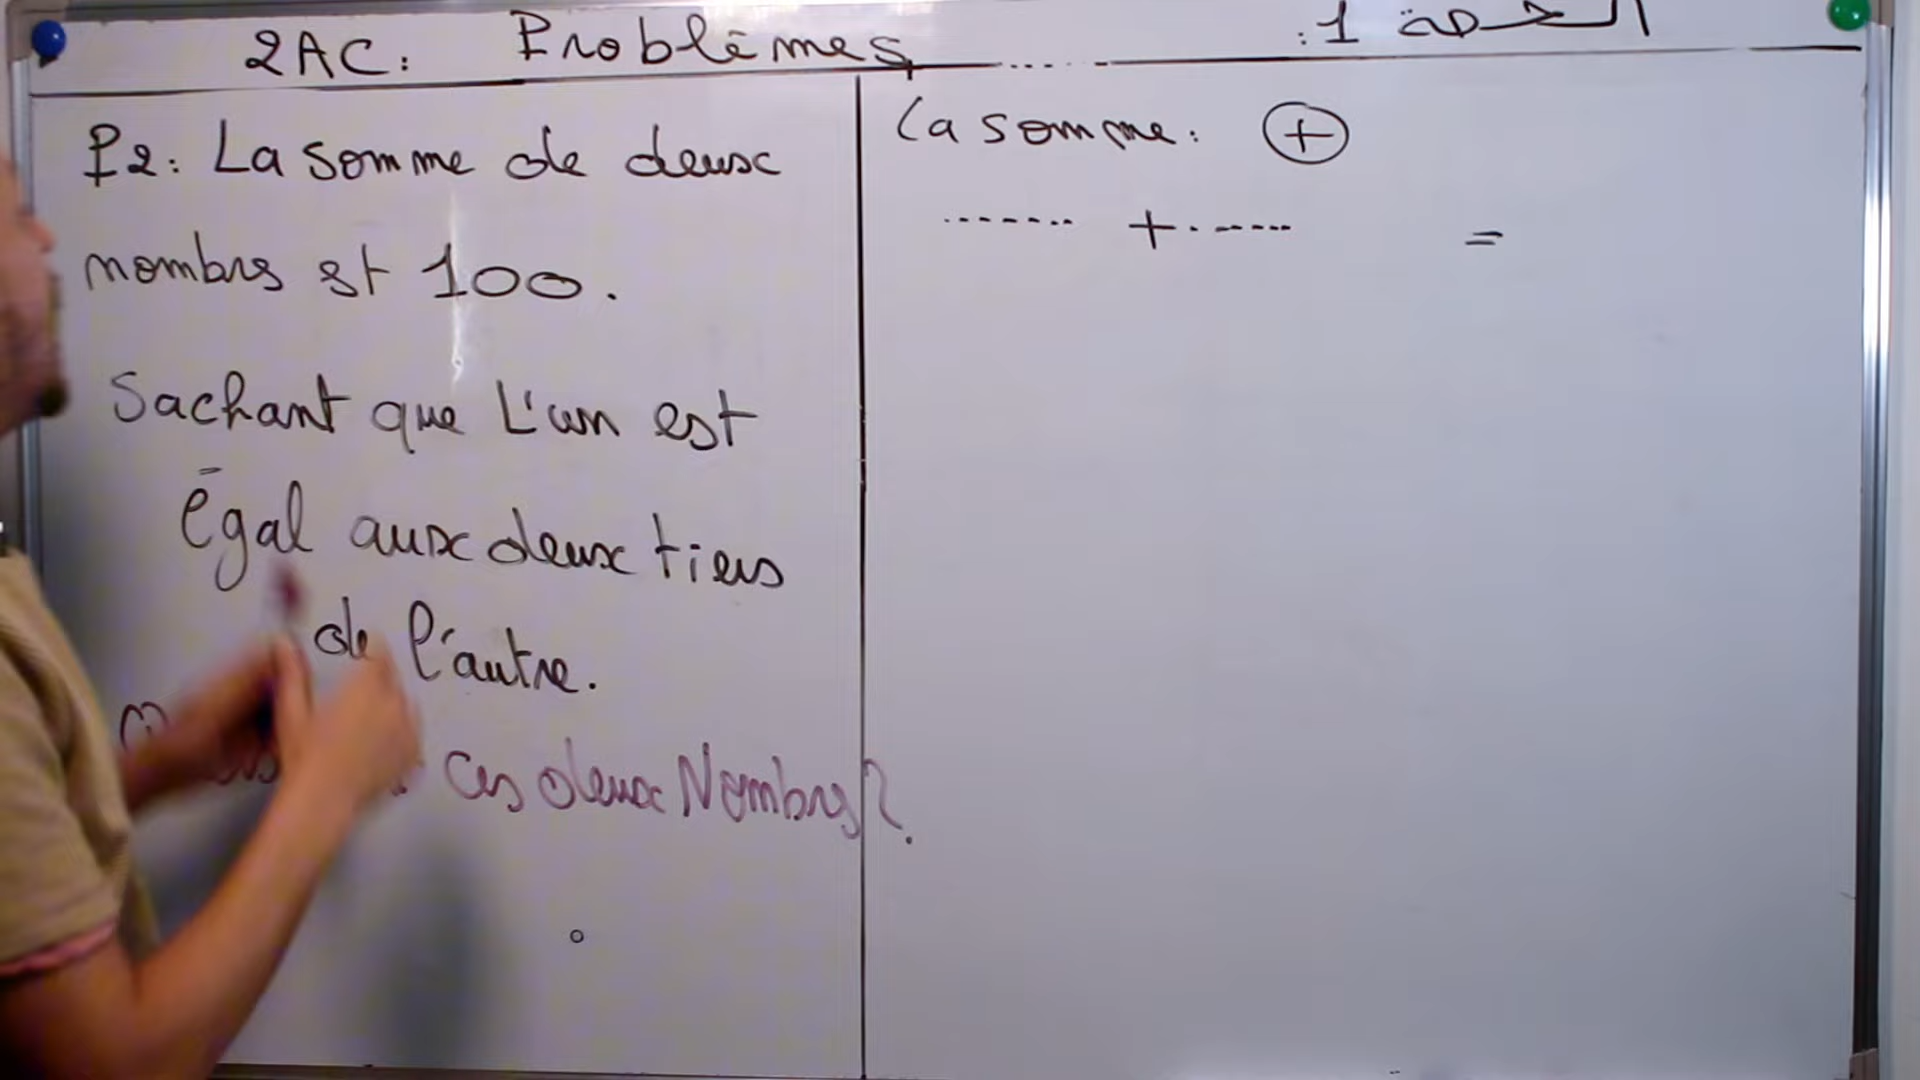 2AC: Problèmes
الحصة 1:
P2: La somme de deux
nombres est 100.
Sachant que L'un est
égal aux deux tiers
de l'autre.
ces deux Nombres?
La somme: +
....... + ....... =